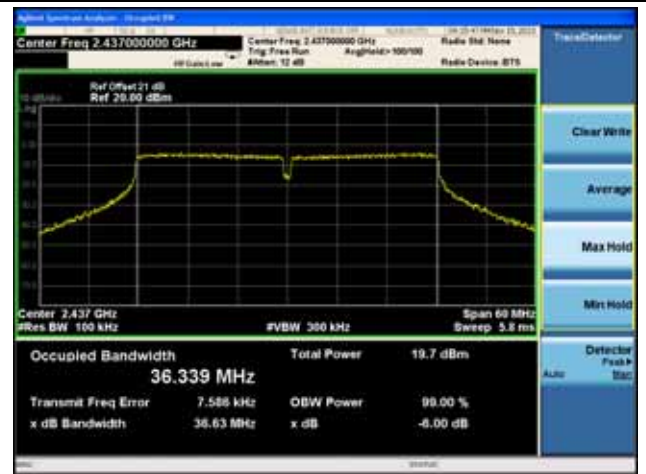 Agilent Spectrum Analyzer - Occupied BW
Center Freq 2.437000000 GHz
Center Freq: 2.437000000 GHz
Radio Std: None
Trace/Detector
Trig: Free Run
Avg|Hold:> 100/100
#IFGain:Low
#Atten: 12 dB
Radio Device: BTS
Ref Offset 21 dB
10 dB/div
Ref 20.00 dBm
Clear Write
Average
Max Hold
Min Hold
Center 2.437 GHz
Span 60 MHz
#Res BW 100 kHz
#VBW 300 kHz
Sweep 5.8 ms
Occupied Bandwidth
Total Power
19.7 dBm
36.339 MHz
Detector
Peak
Auto
Man
Transmit Freq Error
7.586 kHz
OBW Power
99.00 %
x dB Bandwidth
36.63 MHz
x dB
-6.00 dB